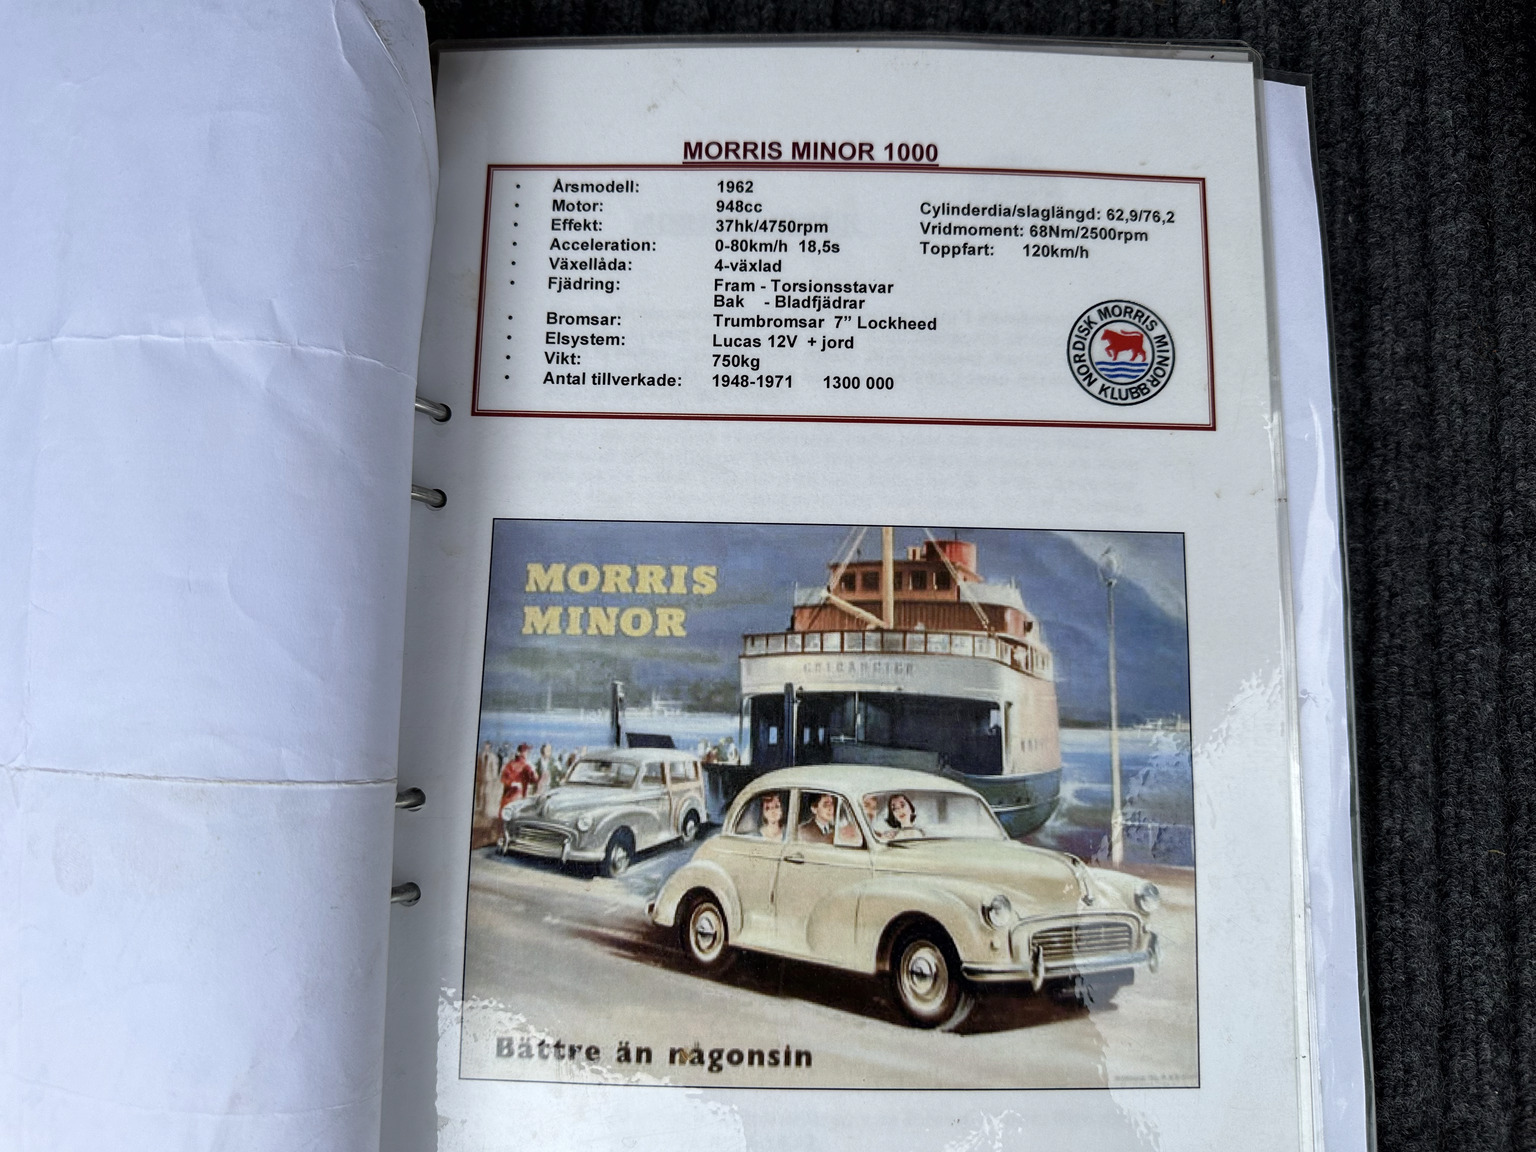 MORRIS MINOR 1000
• Årsmodell: 1962
• Motor: 948cc Cylinderdia/slaglängd: 62,9/76,2
• Effekt: 37hk/4750rpm Vridmoment: 68Nm/2500rpm
• Acceleration: 0-80km/h 18,5s Toppfart: 120km/h
• Växellåda: 4-växlad
• Fjädring: Fram - Torsionsstavar
Bak - Bladfjädrar
• Bromsar: Trumbromsar 7” Lockheed
• Elsystem: Lucas 12V + jord
• Vikt: 750kg
• Antal tillverkade: 1948-1971 1300 000
NORDISK MORRIS MINOR KLUBB
MORRIS
MINOR
Bättre än någonsin